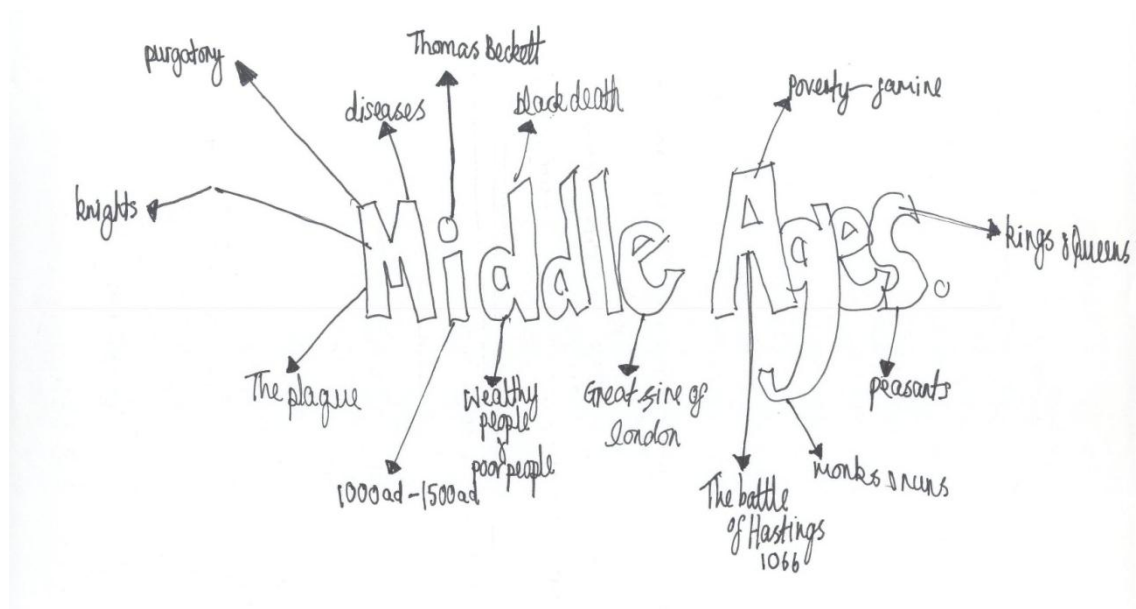 Thomas Beckett
purgatory
diseases
black death
poverty - famine
knights
Middle Ages.
kings & Queens
The plague
Wealthy
people
&
poor people
Great fire of
london
peasants
1000ad - 1500ad
The battle
of Hastings
1066
monks & nuns